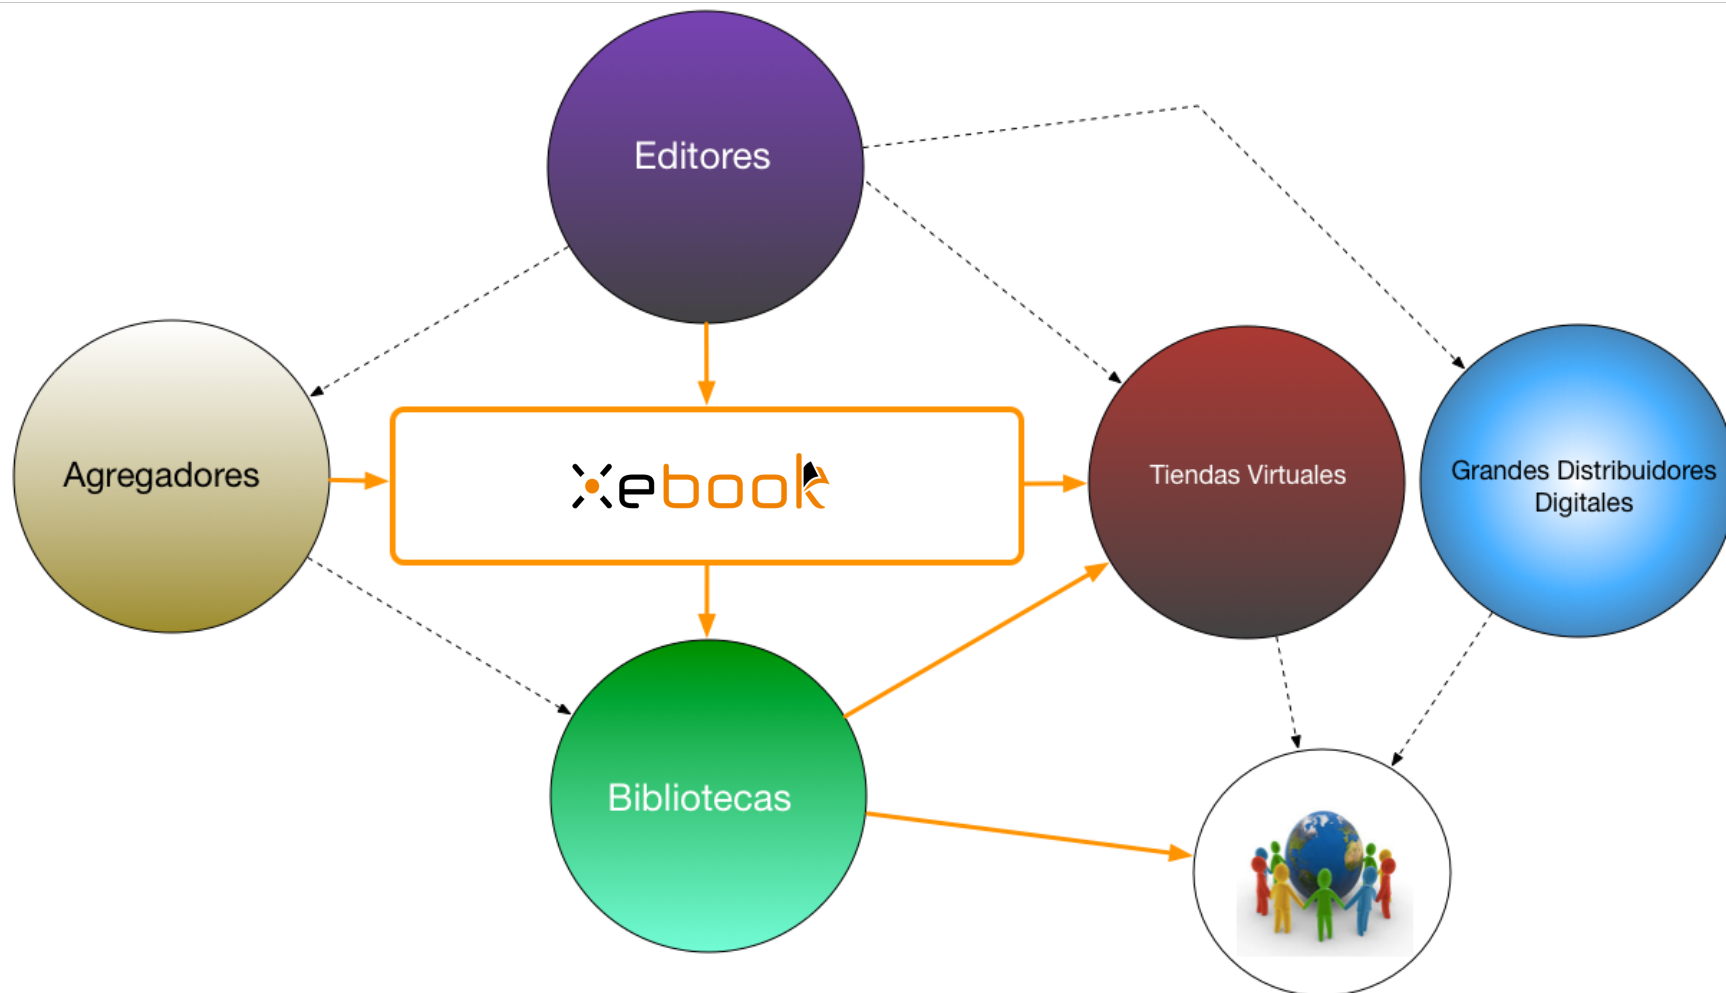 Editores
Agregadores
xebook
Tiendas Virtuales
Grandes Distribuidores
Digitales
Bibliotecas